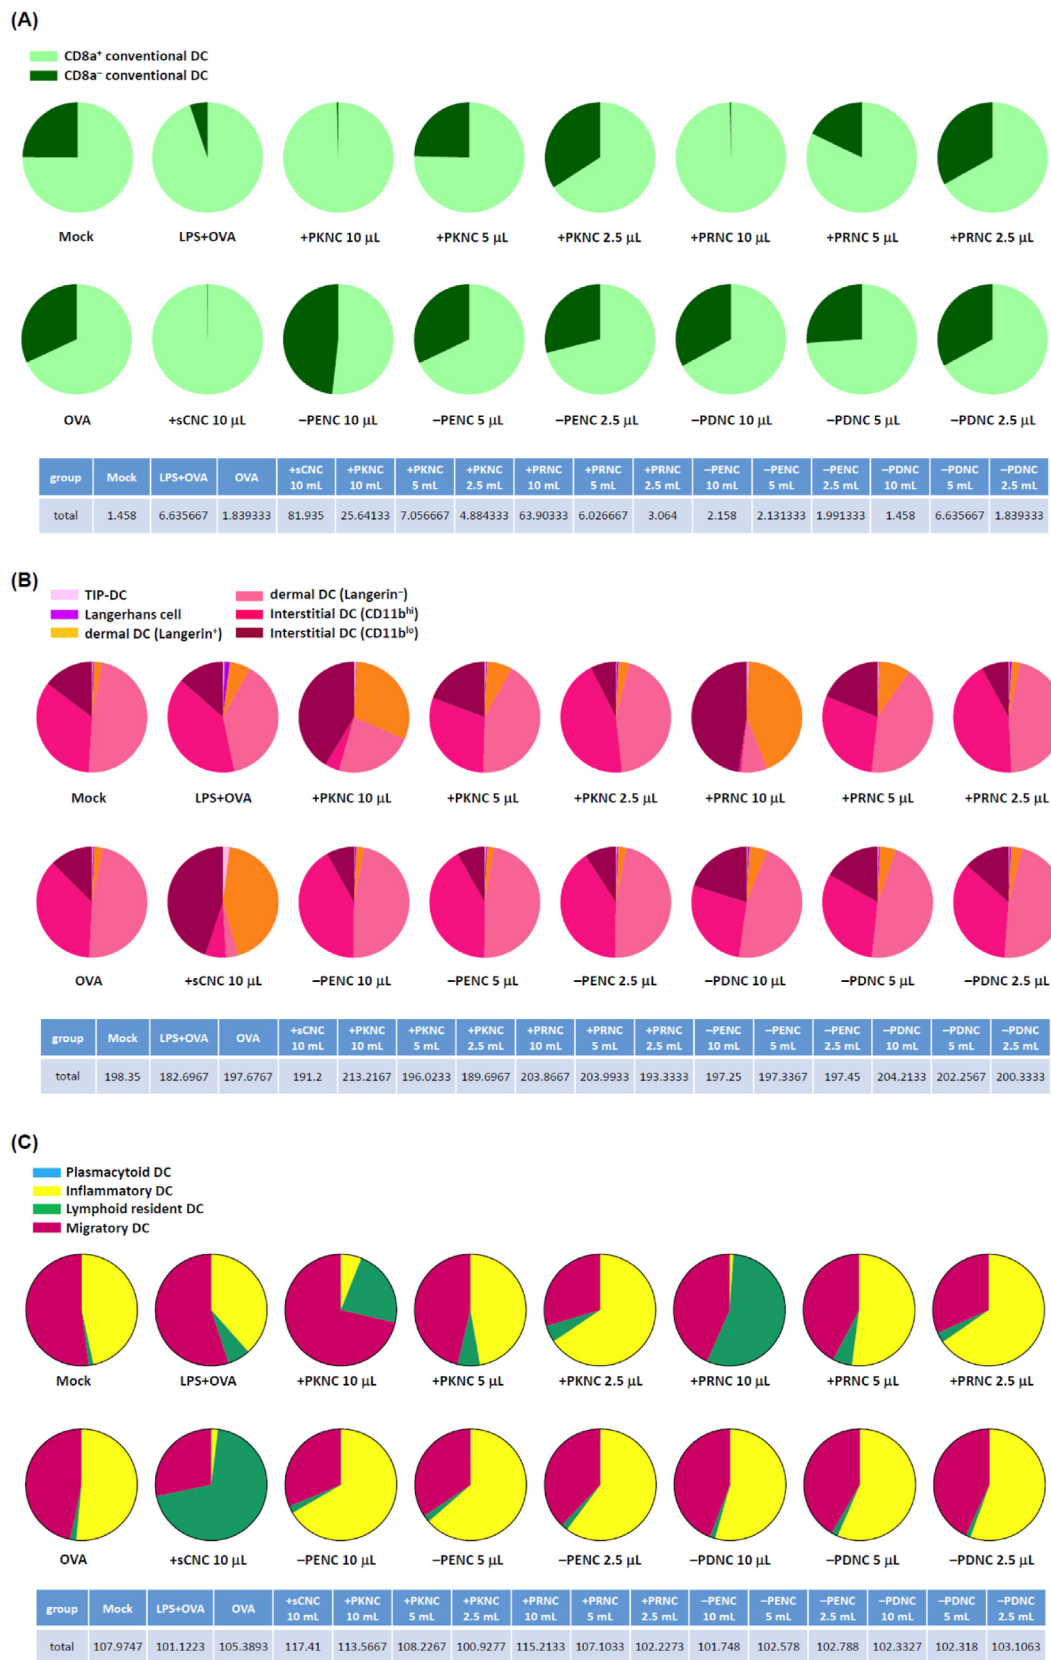 (A)
CD8a⁺ conventional DC
CD8a⁻ conventional DC
Mock LPS+OVA +PKNC 10 µL +PKNC 5 µL +PKNC 2.5 µL +PRNC 10 µL +PRNC 5 µL +PRNC 2.5 µL
OVA +sCNC 10 µL −PENC 10 µL −PENC 5 µL −PENC 2.5 µL −PDNC 10 µL −PDNC 5 µL −PDNC 2.5 µL
group Mock LPS+OVA OVA +sCNC 10 mL +PKNC 10 mL +PKNC 5 mL +PKNC 2.5 mL +PRNC 10 mL +PRNC 5 mL +PRNC 2.5 mL −PENC 10 mL −PENC 5 mL −PENC 2.5 mL −PDNC 10 mL −PDNC 5 mL −PDNC 2.5 mL
total 1.458 6.635667 1.839333 81.935 25.64133 7.056667 4.884333 63.90333 6.026667 3.064 2.158 2.131333 1.991333 1.458 6.635667 1.839333
(B)
TIP-DC dermal DC (Langerin⁻)
Langerhans cell Interstitial DC (CD11bʰⁱ)
dermal DC (Langerin⁺) Interstitial DC (CD11bˡᵒ)
Mock LPS+OVA +PKNC 10 µL +PKNC 5 µL +PKNC 2.5 µL +PRNC 10 µL +PRNC 5 µL +PRNC 2.5 µL
OVA +sCNC 10 µL −PENC 10 µL −PENC 5 µL −PENC 2.5 µL −PDNC 10 µL −PDNC 5 µL −PDNC 2.5 µL
group Mock LPS+OVA OVA +sCNC 10 mL +PKNC 10 mL +PKNC 5 mL +PKNC 2.5 mL +PRNC 10 mL +PRNC 5 mL +PRNC 2.5 mL −PENC 10 mL −PENC 5 mL −PENC 2.5 mL −PDNC 10 mL −PDNC 5 mL −PDNC 2.5 mL
total 198.35 182.6967 197.6767 191.2 213.2167 196.0233 189.6967 203.8667 203.9933 193.3333 197.25 197.3367 197.45 204.2133 202.2567 200.3333
(C)
Plasmacytoid DC
Inflammatory DC
Lymphoid resident DC
Migratory DC
Mock LPS+OVA +PKNC 10 µL +PKNC 5 µL +PKNC 2.5 µL +PRNC 10 µL +PRNC 5 µL +PRNC 2.5 µL
OVA +sCNC 10 µL −PENC 10 µL −PENC 5 µL −PENC 2.5 µL −PDNC 10 µL −PDNC 5 µL −PDNC 2.5 µL
group Mock LPS+OVA OVA +sCNC 10 mL +PKNC 10 mL +PKNC 5 mL +PKNC 2.5 mL +PRNC 10 mL +PRNC 5 mL +PRNC 2.5 mL −PENC 10 mL −PENC 5 mL −PENC 2.5 mL −PDNC 10 mL −PDNC 5 mL −PDNC 2.5 mL
total 107.9747 101.1223 105.3893 117.41 113.5667 108.2267 100.9277 115.2133 107.1033 102.2273 101.748 102.578 102.788 102.3327 102.318 103.1063